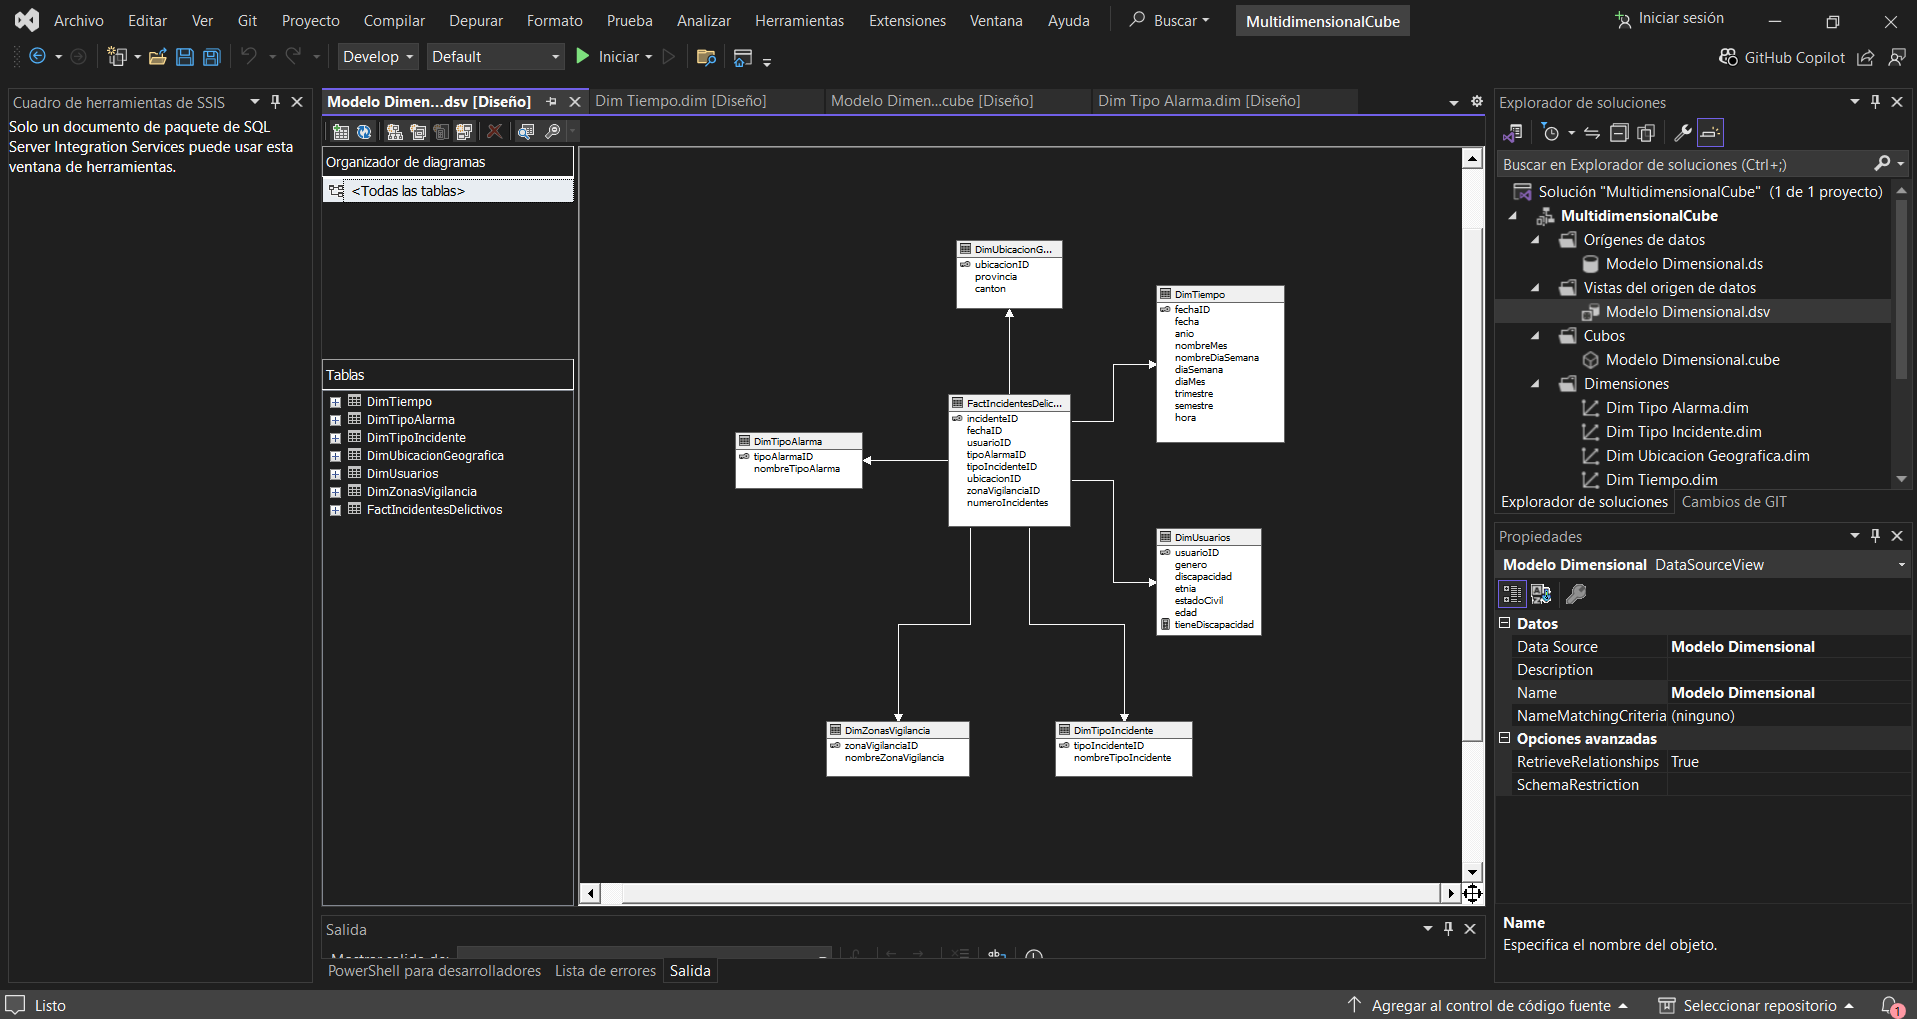 Archivo Editar Ver Git Proyecto Compilar Depurar Formato Prueba Analizar Herramientas Extensiones Ventana Ayuda Buscar MultidimensionalCube Iniciar sesión
Develop Default Iniciar GitHub Copilot
Cuadro de herramientas de SSIS
Solo un documento de paquete de SQL
Server Integration Services puede usar esta
ventana de herramientas.
Modelo Dimen...dsv [Diseño] Dim Tiempo.dim [Diseño] Modelo Dimen...cube [Diseño] Dim Tipo Alarma.dim [Diseño]
Organizador de diagramas
<Todas las tablas>
Tablas
DimTiempo
DimTipoAlarma
DimTipoIncidente
DimUbicacionGeografica
DimUsuarios
DimZonasVigilancia
FactIncidentesDelictivos
DimUbicacionG...
ubicacionID
provincia
canton
DimTiempo
fechaID
fecha
anio
nombreMes
nombreDiaSemana
diaSemana
diaMes
trimestre
semestre
hora
FactIncidentesDelic...
incidenteID
fechaID
usuarioID
tipoAlarmaID
tipoIncidenteID
ubicacionID
zonaVigilanciaID
numeroIncidentes
DimTipoAlarma
tipoAlarmaID
nombreTipoAlarma
DimUsuarios
usuarioID
genero
discapacidad
etnia
estadoCivil
edad
tieneDiscapacidad
DimZonasVigilancia
zonaVigilanciaID
nombreZonaVigilancia
DimTipoIncidente
tipoIncidenteID
nombreTipoIncidente
Salida
PowerShell para desarrolladores Lista de errores Salida
Explorador de soluciones
Buscar en Explorador de soluciones (Ctrl+;)
Solución "MultidimensionalCube" (1 de 1 proyecto)
MultidimensionalCube
Orígenes de datos
Modelo Dimensional.ds
Vistas del origen de datos
Modelo Dimensional.dsv
Cubos
Modelo Dimensional.cube
Dimensiones
Dim Tipo Alarma.dim
Dim Tipo Incidente.dim
Dim Ubicacion Geografica.dim
Dim Tiempo.dim
Explorador de soluciones Cambios de GIT
Propiedades
Modelo Dimensional DataSourceView
Datos
Data Source Modelo Dimensional
Description
Name Modelo Dimensional
NameMatchingCriteria (ninguno)
Opciones avanzadas
RetrieveRelationships True
SchemaRestriction
Name
Especifica el nombre del objeto.
Listo Agregar al control de código fuente Seleccionar repositorio 1